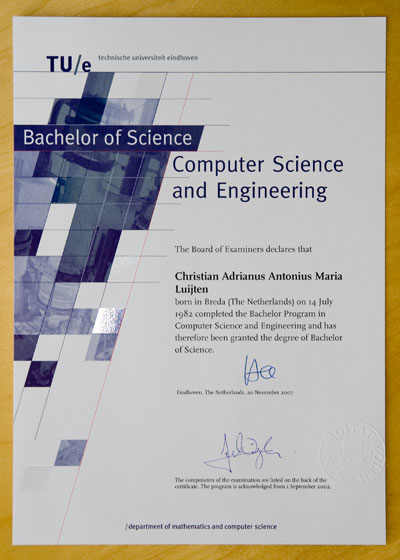 TU/e technische universiteit eindhoven
Bachelor of Science
Computer Science
and Engineering
The Board of Examiners declares that
Christian Adrianus Antonius Maria
Luijten
born in Breda (The Netherlands) on 14 July
1982 completed the Bachelor Program in
Computer Science and Engineering and has
therefore been granted the degree of Bachelor
of Science.
Eindhoven, The Netherlands, 20 November 2007
The components of the examination are listed on the back of the
certificate. The program is acknowledged from 1 September 2002.
/department of mathematics and computer science